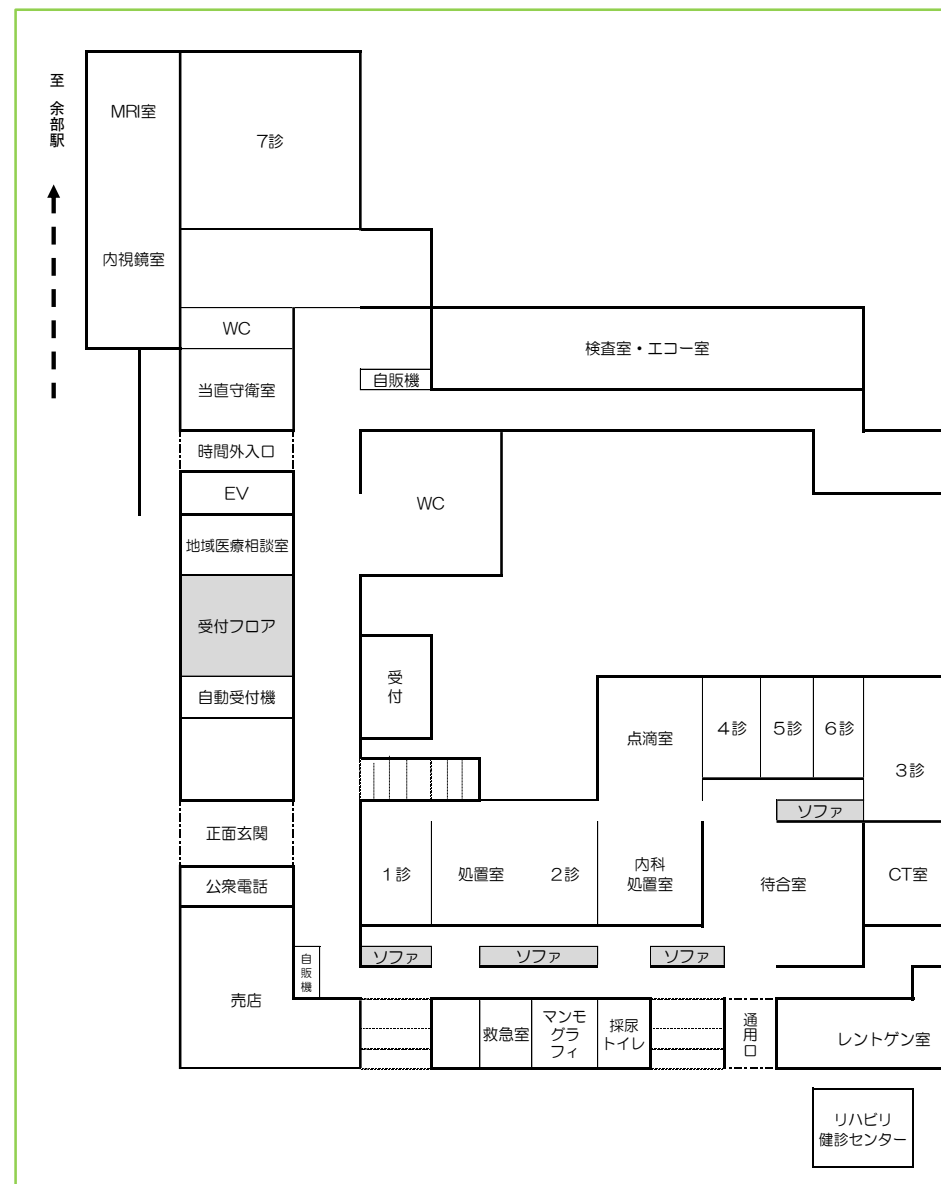 至 余部駅
MRI室
7診
内視鏡室
WC
検査室・エコー室
自販機
当直守衛室
時間外入口
EV
WC
地域医療相談室
受付フロア
受
付
自動受付機
点滴室
4診
5診
6診
3診
ソファ
正面玄関
1診
処置室
2診
内科
処置室
待合室
CT室
公衆電話
ソファ
ソファ
ソファ
自販機
売店
救急室
マンモ
グラ
フィ
採尿
トイレ
通用口
レントゲン室
リハビリ
健診センター